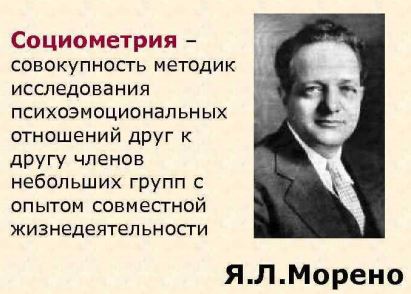 Социометрия –
совокупность методик
исследования
психоэмоциональных
отношений друг к
другу членов
небольших групп с
опытом совместной
жизнедеятельности
Я.Л.Морено